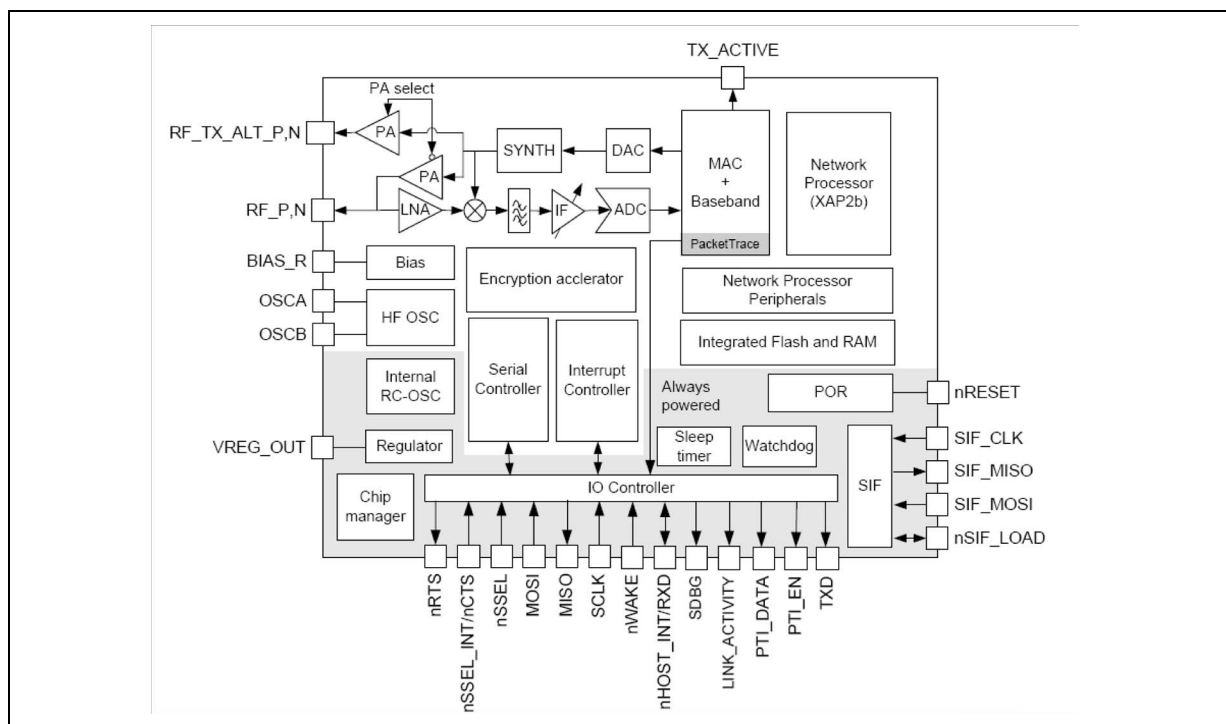 TX_ACTIVE
PA select
RF_TX_ALT_P,N
PA
SYNTH
DAC
MAC
+
Baseband
Network
Processor
(XAP2b)
PA
RF_P,N
LNA
IF
ADC
PacketTrace
BIAS_R
Bias
Encryption acclerator
Network Processor
Peripherals
OSCA
HF OSC
OSCB
Integrated Flash and RAM
Serial
Controller
Interrupt
Controller
Internal
RC-OSC
Always
powered
POR
nRESET
VREG_OUT
Regulator
Sleep
timer
Watchdog
SIF
SIF_CLK
SIF_MISO
SIF_MOSI
nSIF_LOAD
IO Controller
Chip
manager
nRTS
nSSEL_INT/nCTS
nSSEL
MOSI
MISO
SCLK
nWAKE
nHOST_INT/RXD
SDBG
LINK_ACTIVITY
PTI_DATA
PTI_EN
TXD